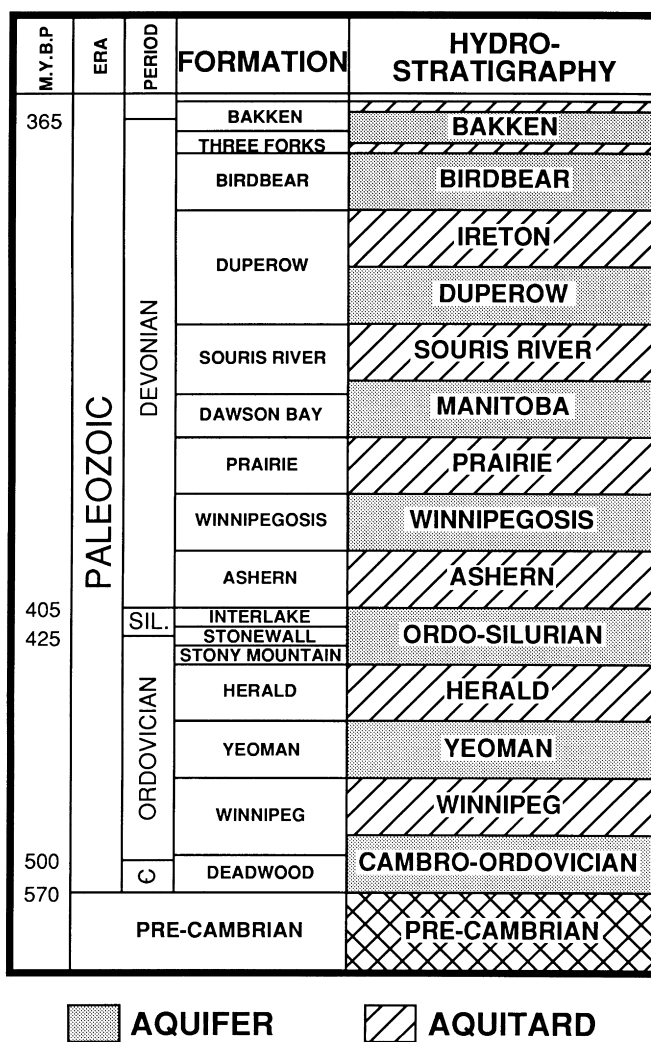 M.Y.B.P
ERA
PERIOD
FORMATION
HYDRO-
STRATIGRAPHY
365
405
425
500
570
PALEOZOIC
DEVONIAN
SIL.
ORDOVICIAN
Є
BAKKEN
THREE FORKS
BIRDBEAR
DUPEROW
SOURIS RIVER
DAWSON BAY
PRAIRIE
WINNIPEGOSIS
ASHERN
INTERLAKE
STONEWALL
STONY MOUNTAIN
HERALD
YEOMAN
WINNIPEG
DEADWOOD
PRE-CAMBRIAN
BAKKEN
BIRDBEAR
IRETON
DUPEROW
SOURIS RIVER
MANITOBA
PRAIRIE
WINNIPEGOSIS
ASHERN
ORDO-SILURIAN
HERALD
YEOMAN
WINNIPEG
CAMBRO-ORDOVICIAN
PRE-CAMBRIAN
AQUIFER
AQUITARD